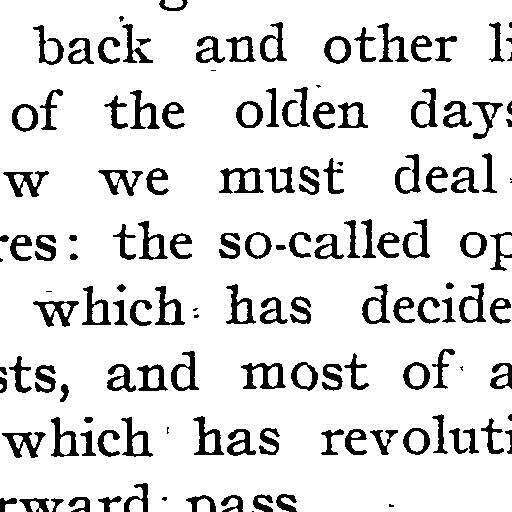 back and other li
of the olden days
w we must deal
res: the so-called op
which has decide
sts, and most of a
which has revoluti
rward pass